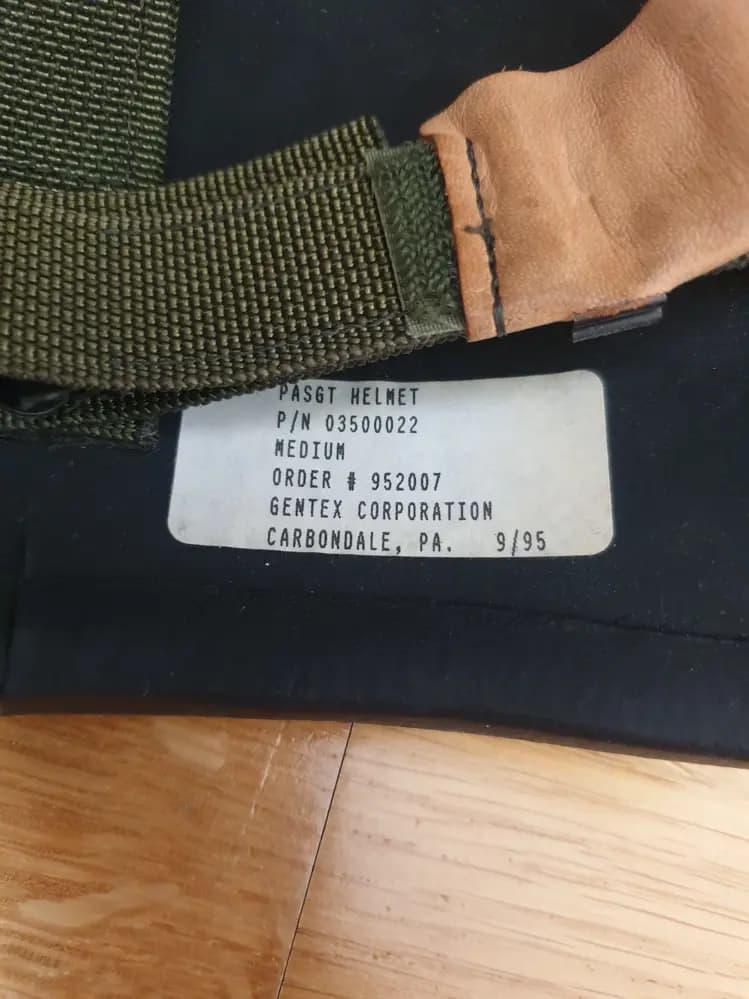 PASGT HELMET
P/N 03500022
MEDIUM
ORDER # 952007
GENTEX CORPORATION
CARBONDALE, PA. 9/95